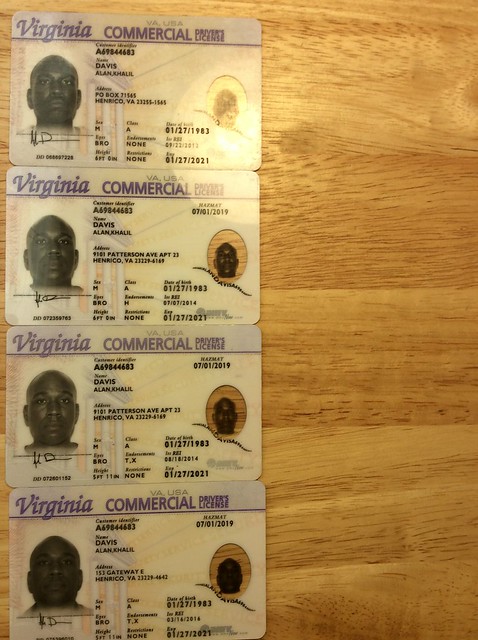 VA, USA
Virginia COMMERCIAL DRIVER'S LICENSE
Customer identifier
A69844683
Name
DAVIS
ALAN,KHALIL
Address
PO BOX 71565
HENRICO, VA 23255-1565
Sex Class Date of birth
M A 01/27/1983
Eyes Endorsements Iss REI
BRO NONE
Height Restrictions Exp
6FT 0IN NONE 01/27/2021
DD 088697228
VA, USA
Virginia COMMERCIAL DRIVER'S LICENSE
Customer identifier HAZMAT
A69844683 07/01/2019
Name
DAVIS
ALAN,KHALIL
Address
9101 PATTERSON AVE APT 23
HENRICO, VA 23229-6169
Sex Class Date of birth
M A 01/27/1983
Eyes Endorsements Iss REI
BRO H 07/07/2014
Height Restrictions Exp
6FT 0IN NONE 01/27/2021
DD 072359763
VA, USA
Virginia COMMERCIAL DRIVER'S LICENSE
Customer identifier HAZMAT
A69844683 07/01/2019
Name
DAVIS
ALAN,KHALIL
Address
9101 PATTERSON AVE APT 23
HENRICO, VA 23229-6169
Sex Class Date of birth
M A 01/27/1983
Eyes Endorsements Iss REI
BRO T,X 08/18/2014
Height Restrictions Exp
5FT 11IN NONE 01/27/2021
DD 072801152
VA, USA
Virginia COMMERCIAL DRIVER'S LICENSE
Customer identifier HAZMAT
A69844683 07/01/2019
Name
DAVIS
ALAN,KHALIL
Address
153 GATEWAY E
HENRICO, VA 23229-4642
Sex Class Date of birth
M A 01/27/1983
Eyes Endorsements Iss REI
BRO T,X 03/16/2016
Height Restrictions Exp
5FT 11IN NONE 01/27/2021